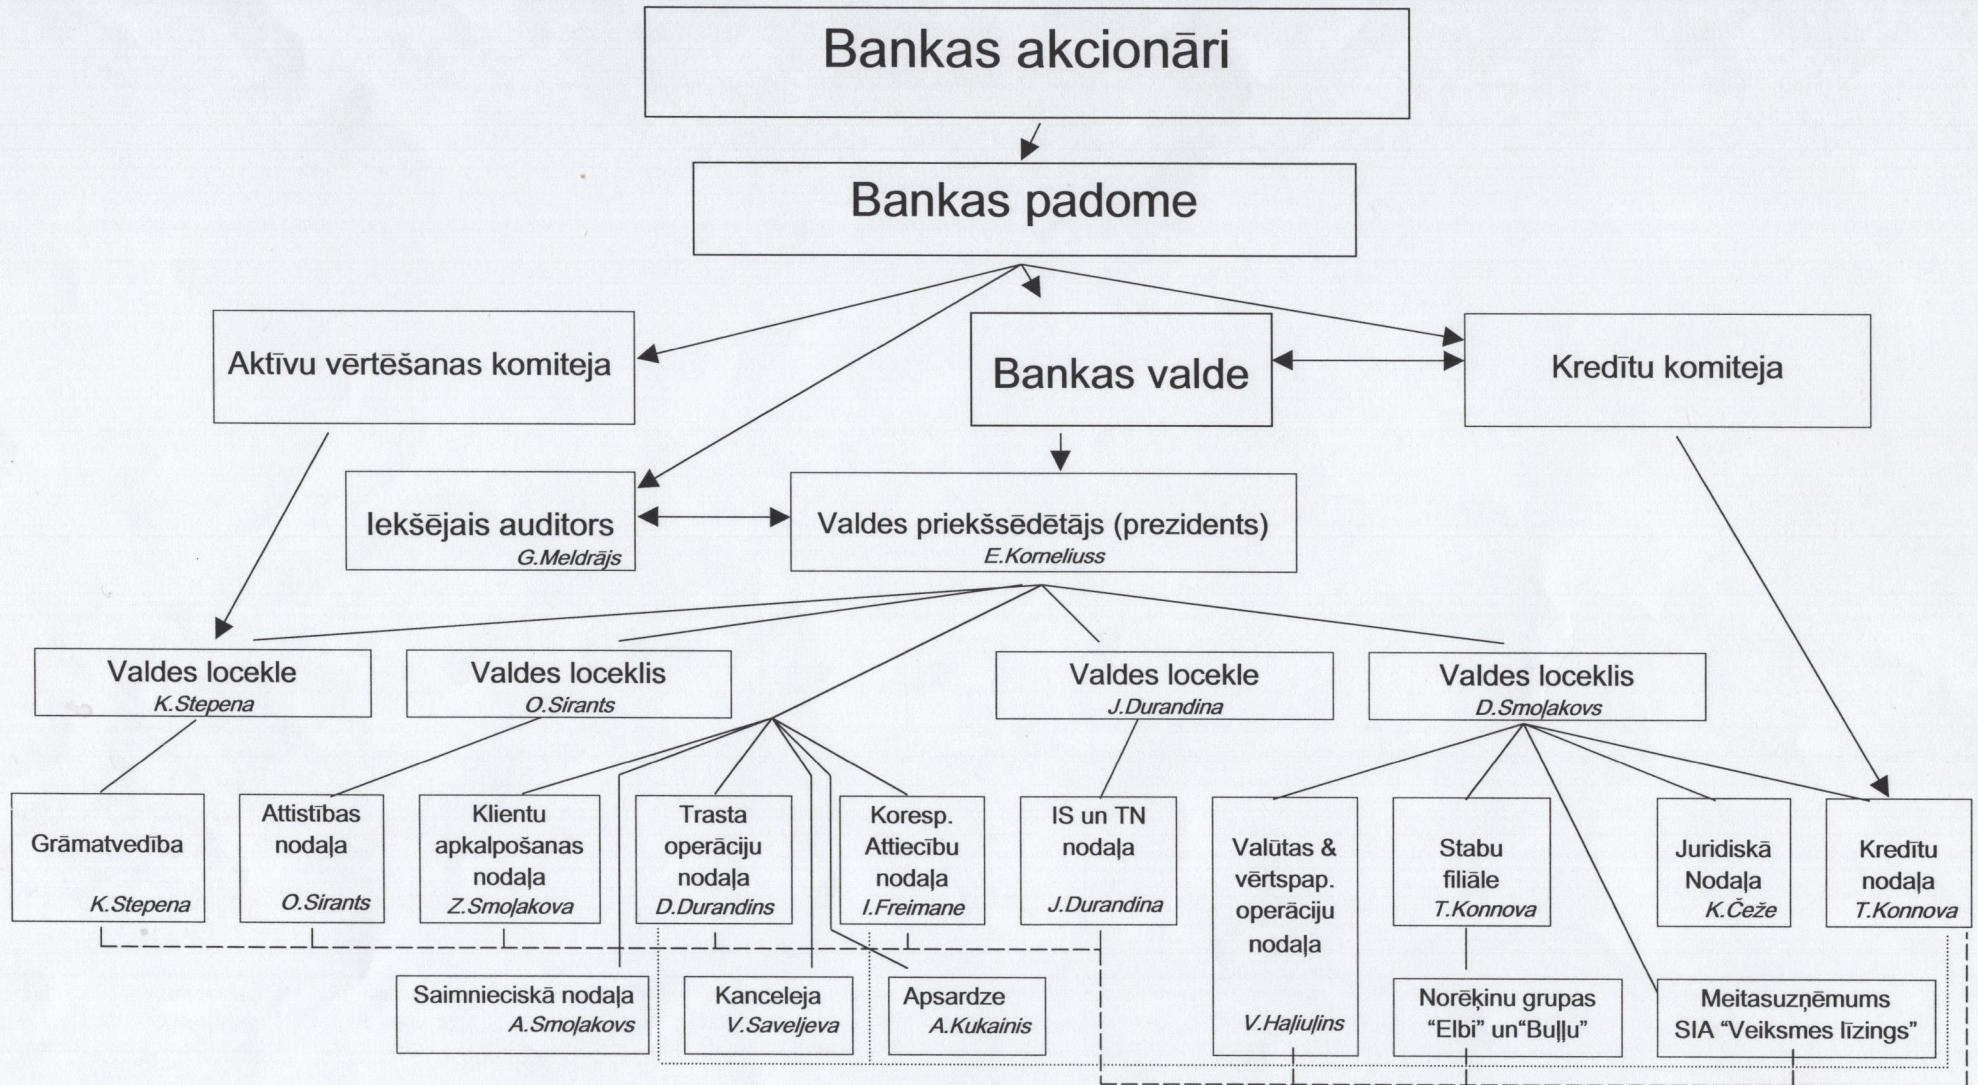 Bankas akcionāri
Bankas padome
Aktīvu vērtēšanas komiteja
Bankas valde
Kredītu komiteja
Iekšējais auditors
G.Meldrājs
Valdes priekšsēdētājs (prezidents)
E.Korneliuss
Valdes locekle
K.Stepena
Valdes loceklis
O.Sirants
Valdes locekle
J.Durandina
Valdes loceklis
D.Smoļakovs
Grāmatvedība
K.Stepena
Attistības
nodaļa
O.Sirants
Klientu
apkalpošanas
nodaļa
Z.Smoļakova
Trasta
operāciju
nodaļa
D.Durandins
Koresp.
Attiecību
nodaļa
I.Freimane
IS un TN
nodaļa
J.Durandina
Valūtas &
vērtspap.
operāciju
nodaļa
V.Haļiuļins
Stabu
filiāle
T.Konnova
Juridiskā
Nodaļa
K.Čeže
Kredītu
nodaļa
T.Konnova
Saimnieciskā nodaļa
A.Smoļakovs
Kanceleja
V.Saveljeva
Apsardze
A.Kukainis
Norēķinu grupas
“Elbi” un“Buļļu”
Meitasuzņēmums
SIA “Veiksmes līzings”